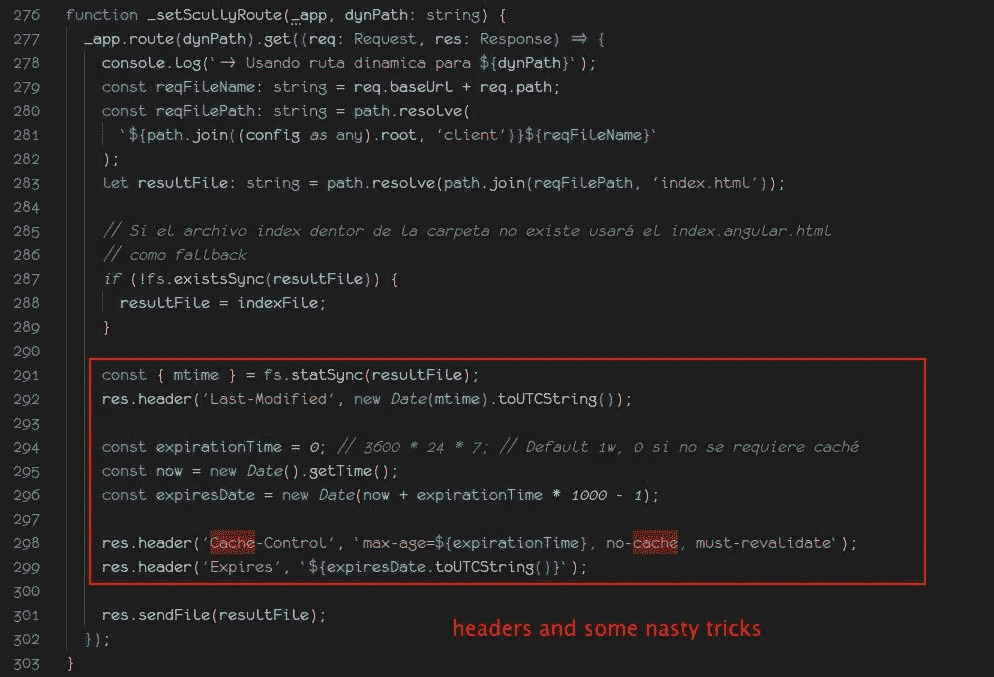 276 function _setScullyRoute(_app, dynPath: string) {
277 _app.route(dynPath).get((req: Request, res: Response) => {
278 console.log(`-> Usando ruta dinamica para ${dynPath}`);
279 const reqFileName: string = req.baseUrl + req.path;
280 const reqFilePath: string = path.resolve(
281 `${path.join((config as any).root, 'client')}${reqFileName}`
282 );
283 let resultFile: string = path.resolve(path.join(reqFilePath, 'index.html'));
284
285 // Si el archivo index dentor de la carpeta no existe usará el index.angular.html
286 // como fallback
287 if (!fs.existsSync(resultFile)) {
288 resultFile = indexFile;
289 }
290
291 const { mtime } = fs.statSync(resultFile);
292 res.header('Last-Modified', new Date(mtime).toUTCString());
293
294 const expirationTime = 0; // 3600 * 24 * 7; // Default 1w, 0 si no se requiere caché
295 const now = new Date().getTime();
296 const expiresDate = new Date(now + expirationTime * 1000 - 1);
297
298 res.header('Cache-Control', `max-age=${expirationTime}, no-cache, must-revalidate`);
299 res.header('Expires', `${expiresDate.toUTCString()}`);
300
301 res.sendFile(resultFile);
headers and some nasty tricks
302 });
303 }